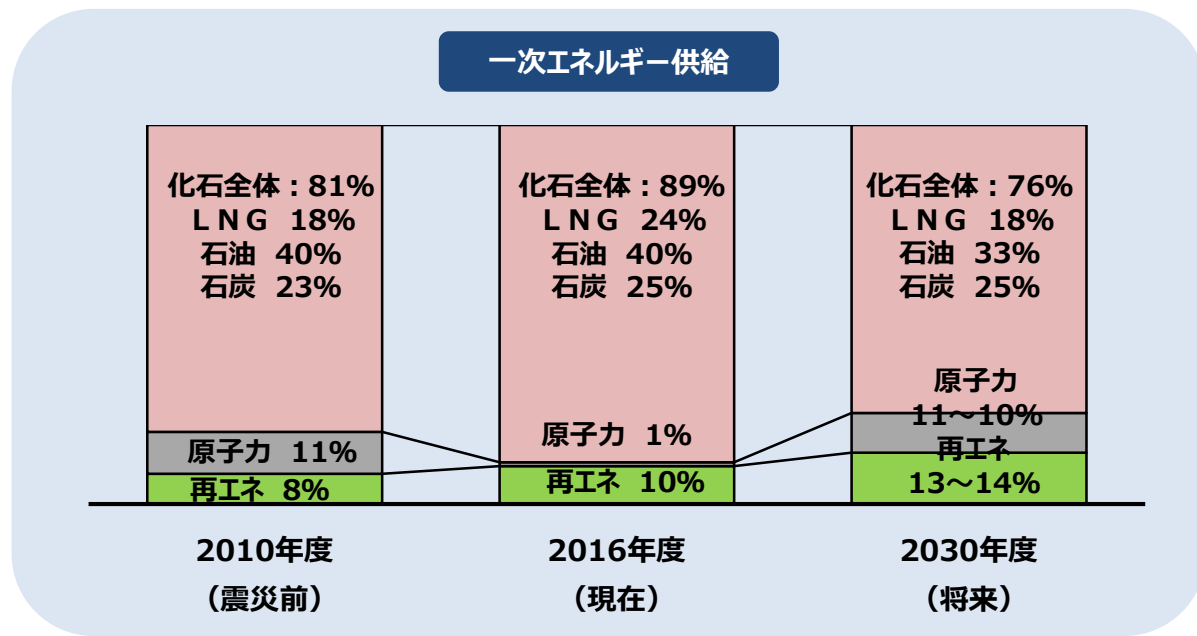 一次エネルギー供給
化石全体：81%
ＬＮＧ 18%
石油 40%
石炭 23%
原子力 11%
再エネ 8%
2010年度
（震災前）
化石全体：89%
ＬＮＧ 24%
石油 40%
石炭 25%
原子力 1%
再エネ 10%
2016年度
（現在）
化石全体：76%
ＬＮＧ 18%
石油 33%
石炭 25%
原子力
11～10%
再エネ
13～14%
2030年度
（将来）